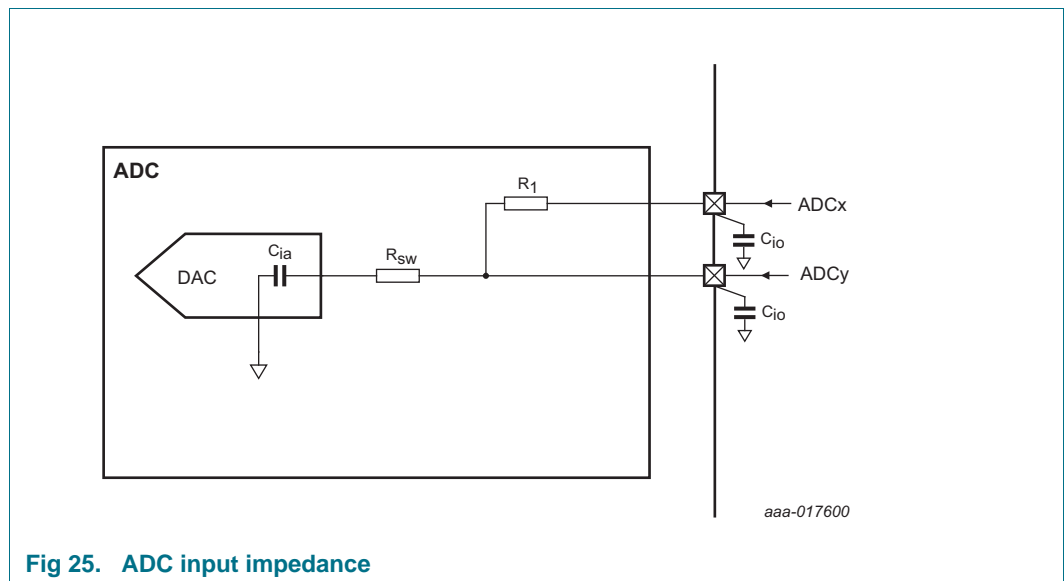 ADC
R1
ADCx
Cio
Cia
Rsw
DAC
ADCy
Cio
aaa-017600
Fig 25. ADC input impedance